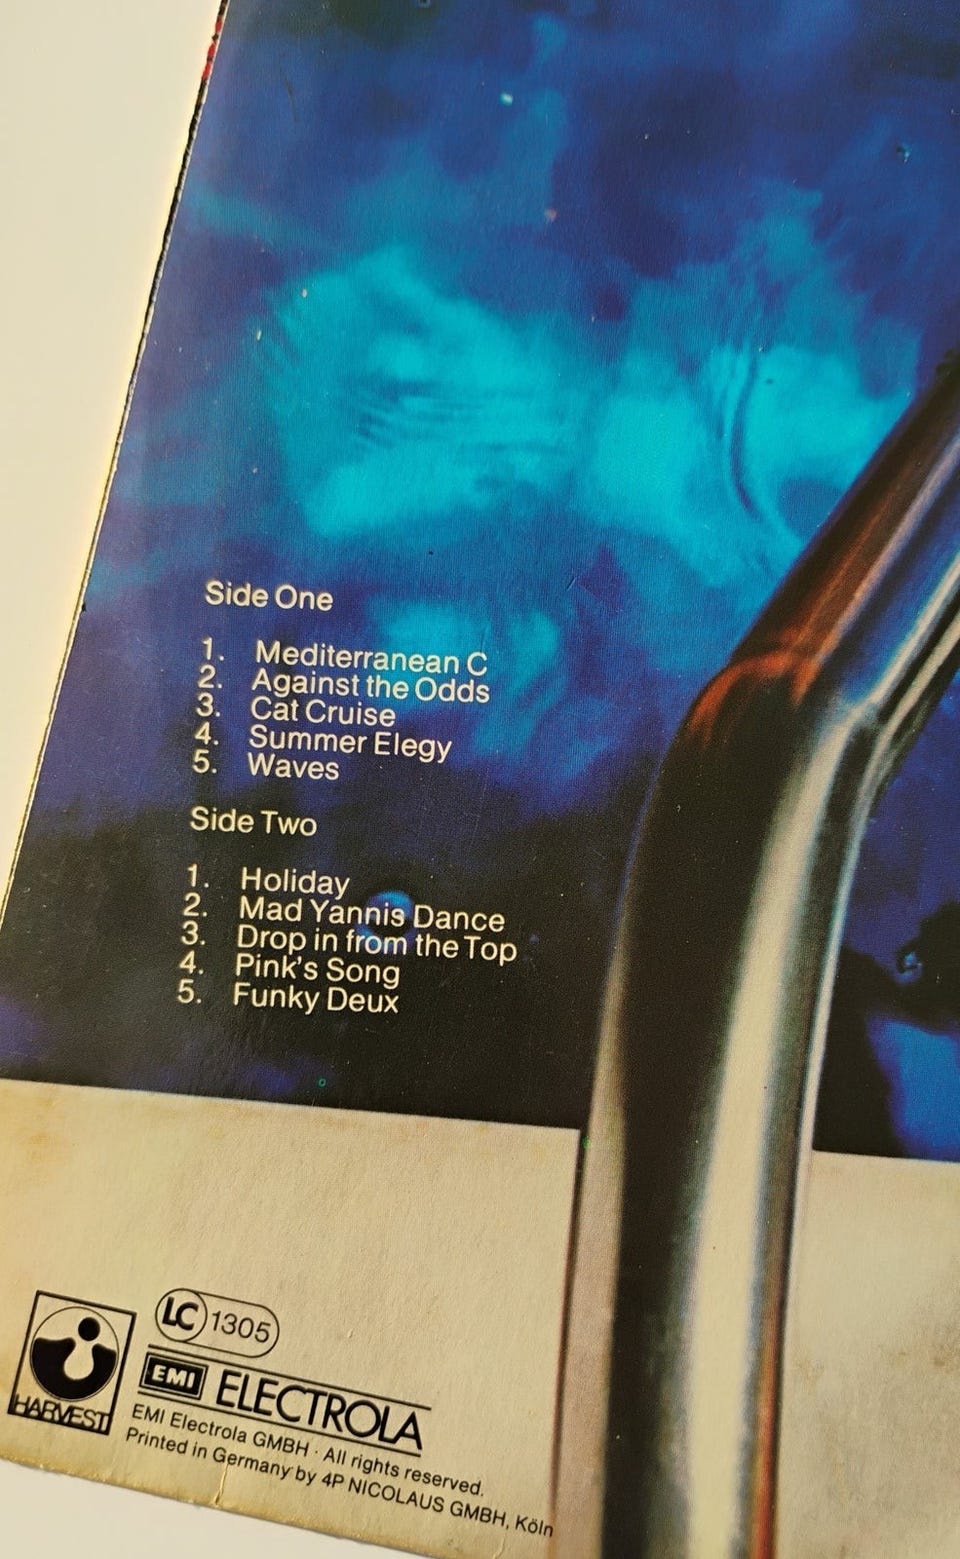 Side One
1. Mediterranean C
2. Against the Odds
3. Cat Cruise
4. Summer Elegy
5. Waves
Side Two
1. Holiday
2. Mad Yannis Dance
3. Drop in from the Top
4. Pink's Song
5. Funky Deux
HARVEST
LC 1305
EMI ELECTROLA
EMI Electrola GMBH · All rights reserved.
Printed in Germany by 4P NICOLAUS GMBH, Köln